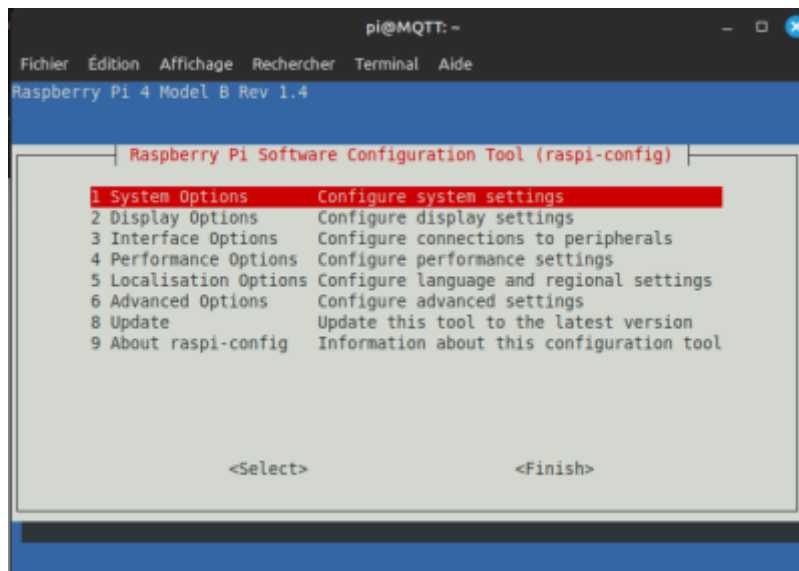 pi@MQTT: ~
Fichier Édition Affichage Rechercher Terminal Aide
Raspberry Pi 4 Model B Rev 1.4
Raspberry Pi Software Configuration Tool (raspi-config)
1 System Options Configure system settings
2 Display Options Configure display settings
3 Interface Options Configure connections to peripherals
4 Performance Options Configure performance settings
5 Localisation Options Configure language and regional settings
6 Advanced Options Configure advanced settings
8 Update Update this tool to the latest version
9 About raspi-config Information about this configuration tool
<Select> <Finish>